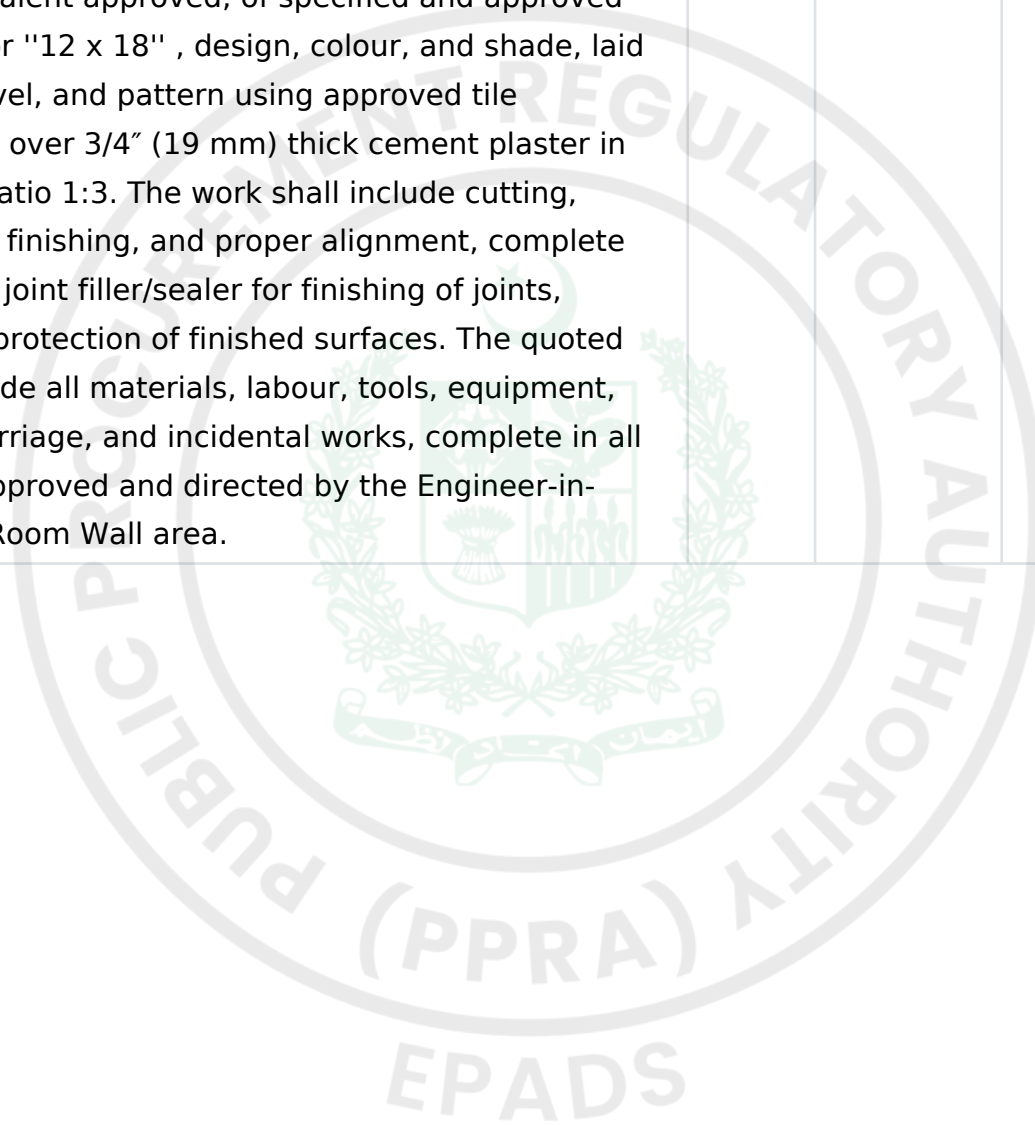 alent approved, or specified and approved
r ''12 x 18'' , design, colour, and shade, laid
vel, and pattern using approved tile
over 3/4″ (19 mm) thick cement plaster in
atio 1:3. The work shall include cutting,
finishing, and proper alignment, complete
joint filler/sealer for finishing of joints,
protection of finished surfaces. The quoted
de all materials, labour, tools, equipment,
rriage, and incidental works, complete in all
pproved and directed by the Engineer-in-
Room Wall area.
PUBLIC PROCUREMENT REGULATORY AUTHORITY
(PPRA)
EPADS